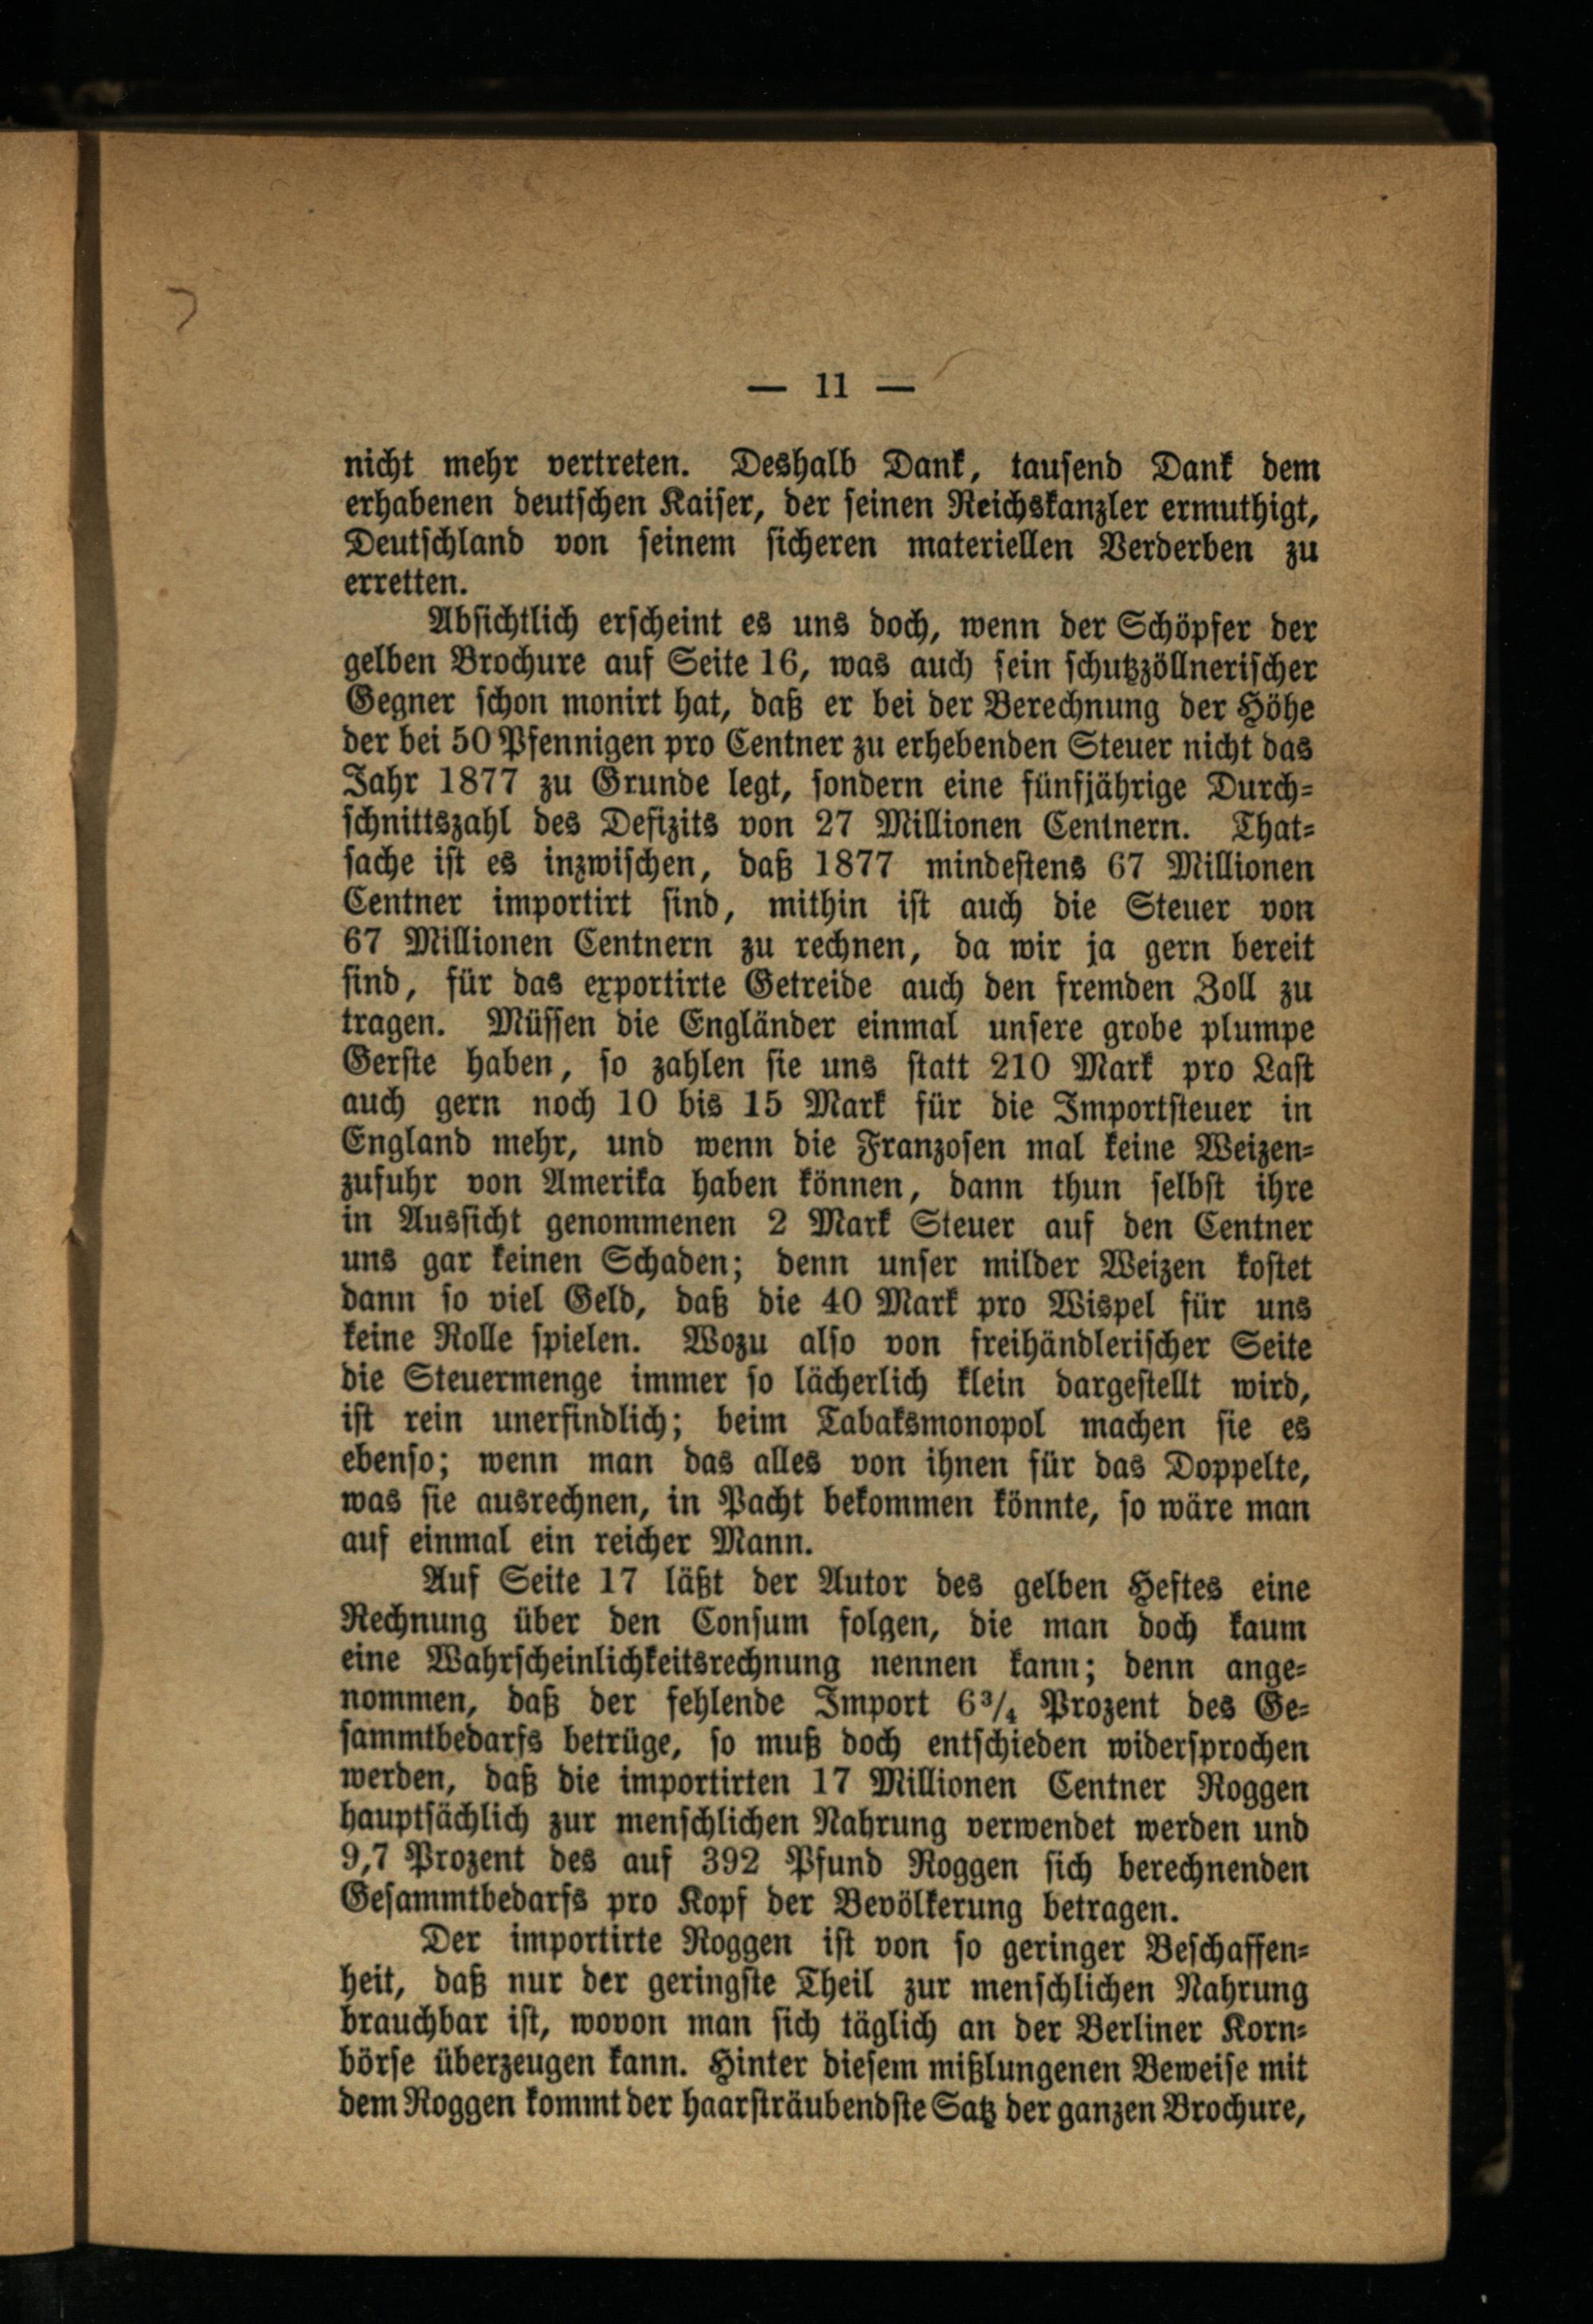 — 11 —
nicht mehr vertreten. Deshalb Dank, tausend Dank dem
erhabenen deutschen Kaiser, der seinen Reichskanzler ermuthigt,
Deutschland von seinem sicheren materiellen Verderben zu
erretten.
Absichtlich erscheint es uns doch, wenn der Schöpfer der
gelben Brochure auf Seite 16, was auch sein schutzzöllnerischer
Gegner schon monirt hat, daß er bei der Berechnung der Höhe
der bei 50 Pfennigen pro Centner zu erhebenden Steuer nicht das
Jahr 1877 zu Grunde legt, sondern eine fünfjährige Durch-
schnittszahl des Defizits von 27 Millionen Centnern. That-
sache ist es inzwischen, daß 1877 mindestens 67 Millionen
Centner importirt sind, mithin ist auch die Steuer von
67 Millionen Centnern zu rechnen, da wir ja gern bereit
sind, für das exportirte Getreide auch den fremden Zoll zu
tragen. Müssen die Engländer einmal unsere grobe plumpe
Gerste haben, so zahlen sie uns statt 210 Mark pro Last
auch gern noch 10 bis 15 Mark für die Importsteuer in
England mehr, und wenn die Franzosen mal keine Weizen-
zufuhr von Amerika haben können, dann thun selbst ihre
in Aussicht genommenen 2 Mark Steuer auf den Centner
uns gar keinen Schaden; denn unser milder Weizen kostet
dann so viel Geld, daß die 40 Mark pro Wispel für uns
keine Rolle spielen. Wozu also von freihändlerischer Seite
die Steuermenge immer so lächerlich klein dargestellt wird,
ist rein unerfindlich; beim Tabaksmonopol machen sie es
ebenso; wenn man das alles von ihnen für das Doppelte,
was sie ausrechnen, in Pacht bekommen könnte, so wäre man
auf einmal ein reicher Mann.
Auf Seite 17 läßt der Autor des gelben Heftes eine
Rechnung über den Consum folgen, die man doch kaum
eine Wahrscheinlichkeitsrechnung nennen kann; denn ange-
nommen, daß der fehlende Import 6³/₄ Prozent des Ge-
sammtbedarfs betrüge, so muß doch entschieden widersprochen
werden, daß die importirten 17 Millionen Centner Roggen
hauptsächlich zur menschlichen Nahrung verwendet werden und
9,7 Prozent des auf 392 Pfund Roggen sich berechnenden
Gesammtbedarfs pro Kopf der Bevölkerung betragen.
Der importirte Roggen ist von so geringer Beschaffen-
heit, daß nur der geringste Theil zur menschlichen Nahrung
brauchbar ist, wovon man sich täglich an der Berliner Korn-
börse überzeugen kann. Hinter diesem mißlungenen Beweise mit
dem Roggen kommt der haarsträubendste Satz der ganzen Brochure,